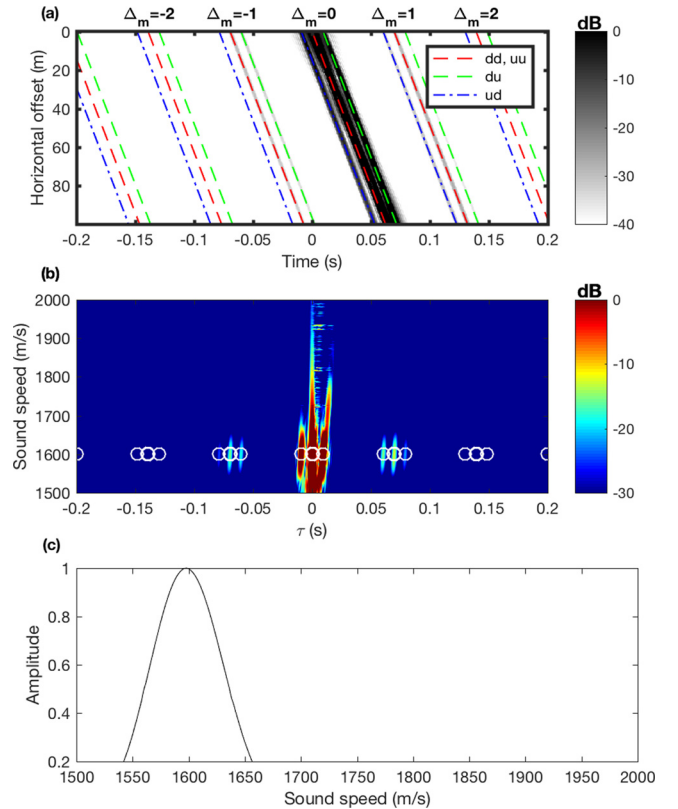 (a)
Δm=-2 Δm=-1 Δm=0 Δm=1 Δm=2
dB
0
20
40
60
80
Horizontal offset (m)
dd, uu
du
ud
0
-10
-20
-30
-40
-0.2 -0.15 -0.1 -0.05 0 0.05 0.1 0.15 0.2
Time (s)
(b)
dB
2000
1900
1800
1700
1600
1500
Sound speed (m/s)
0
-10
-20
-30
-0.2 -0.15 -0.1 -0.05 0 0.05 0.1 0.15 0.2
τ (s)
(c)
1
0.8
0.6
0.4
0.2
Amplitude
1500 1550 1600 1650 1700 1750 1800 1850 1900 1950 2000
Sound speed (m/s)